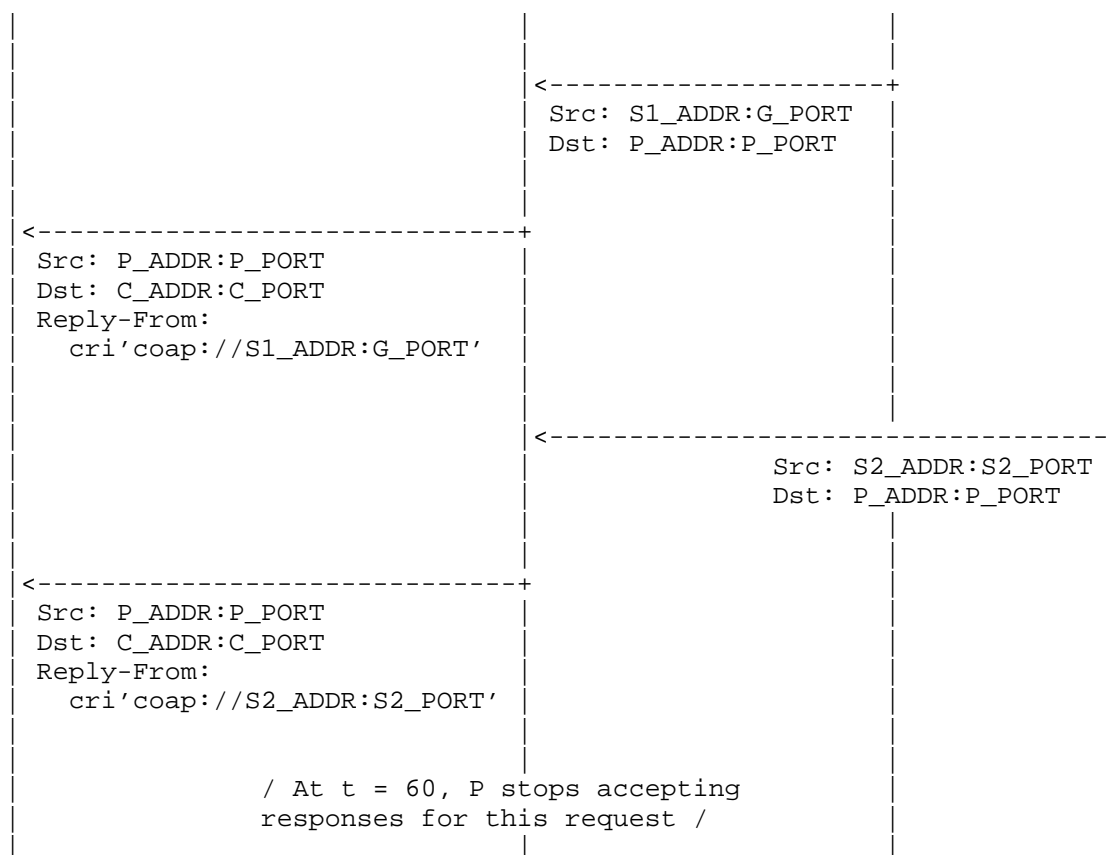 Src: S1_ADDR:G_PORT
Dst: P_ADDR:P_PORT
Src: P_ADDR:P_PORT
Dst: C_ADDR:C_PORT
Reply-From:
cri’coap://S1_ADDR:G_PORT’
Src: S2_ADDR:S2_PORT
Dst: P_ADDR:P_PORT
Src: P_ADDR:P_PORT
Dst: C_ADDR:C_PORT
Reply-From:
cri’coap://S2_ADDR:S2_PORT’
/ At t = 60, P stops accepting
responses for this request /